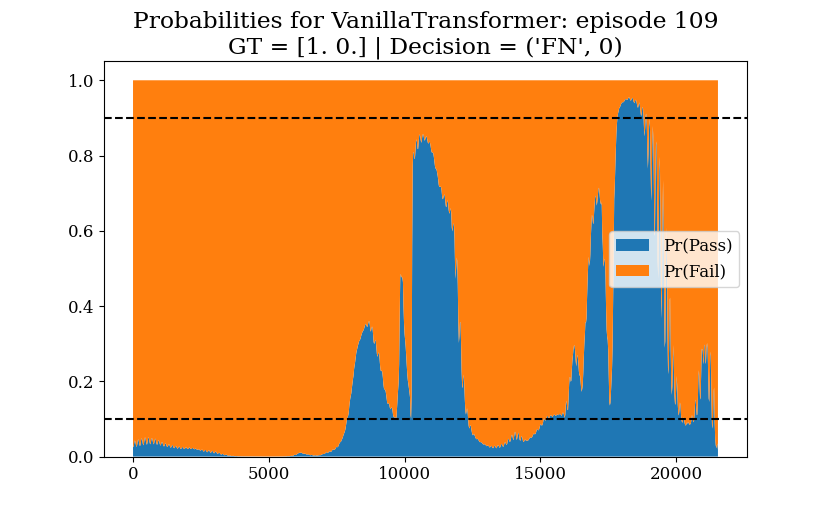 Probabilities for VanillaTransformer: episode 109
GT = [1. 0.] | Decision = ('FN', 0)
1.0
0.8
0.6
0.4
0.2
0.0
Pr(Pass)
Pr(Fail)
0
5000
10000
15000
20000